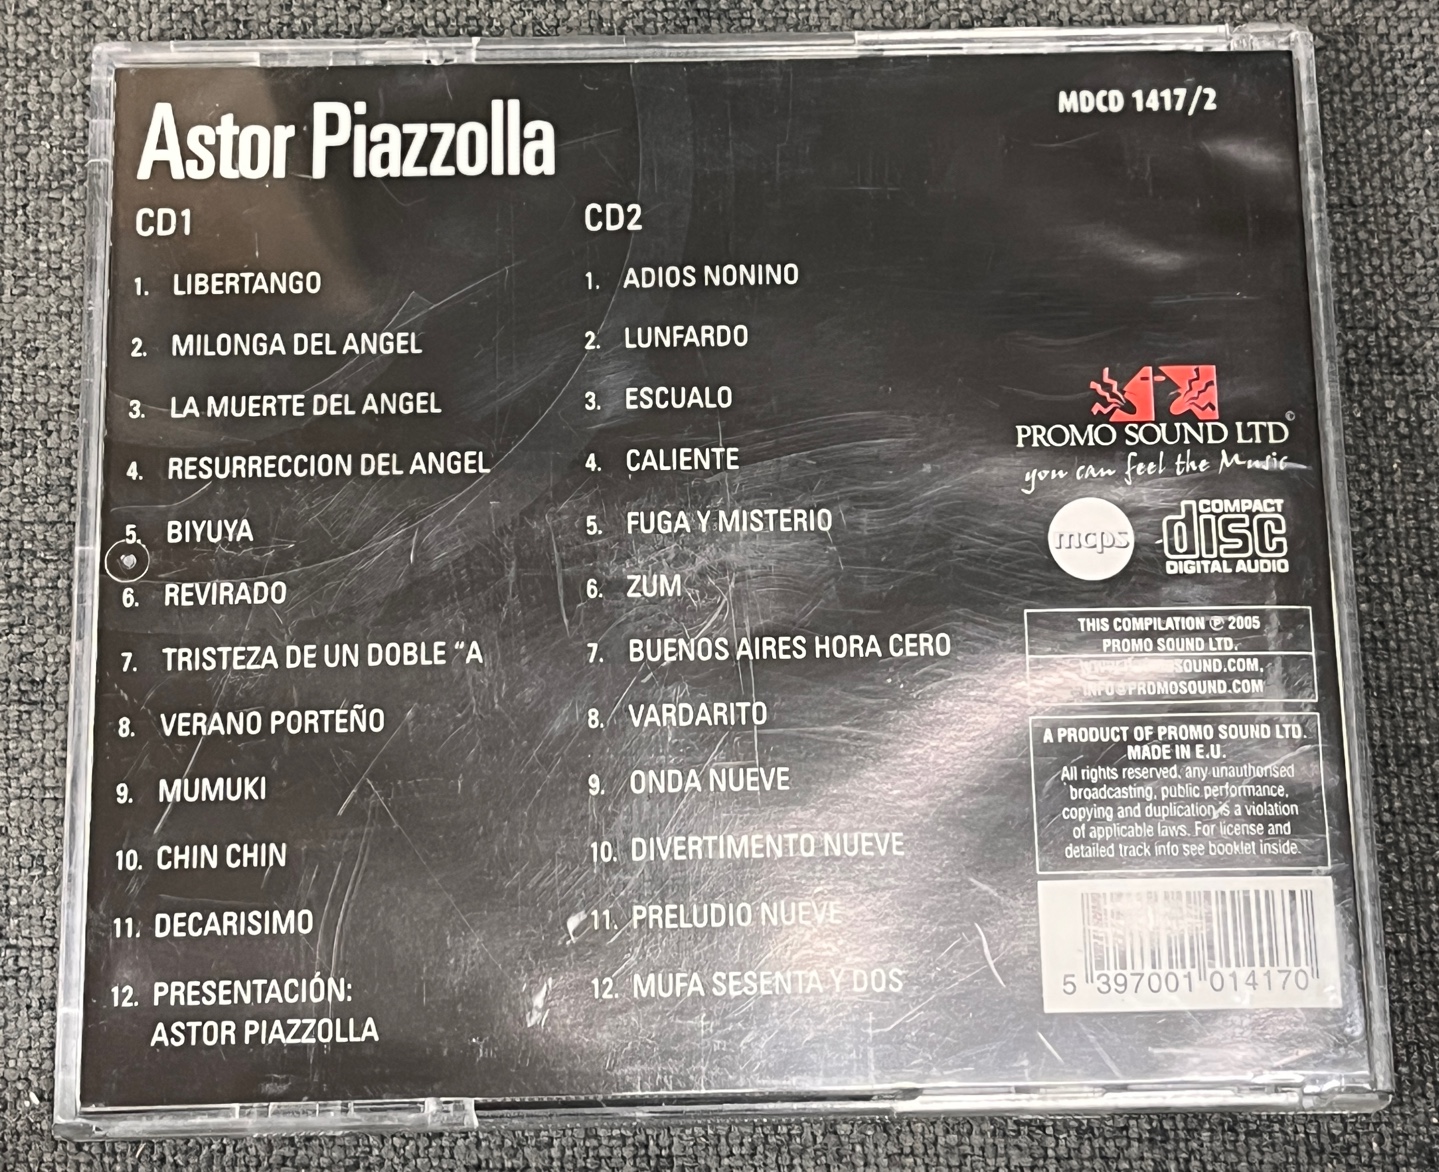 Astor Piazzolla
MDCD 1417/2
CD1
1. LIBERTANGO
2. MILONGA DEL ANGEL
3. LA MUERTE DEL ANGEL
4. RESURRECCION DEL ANGEL
5. BIYUYA
6. REVIRADO
7. TRISTEZA DE UN DOBLE “A
8. VERANO PORTEÑO
9. MUMUKI
10. CHIN CHIN
11. DECARISIMO
12. PRESENTACIÓN:
ASTOR PIAZZOLLA
CD2
1. ADIOS NONINO
2. LUNFARDO
3. ESCUALO
4. CALIENTE
5. FUGA Y MISTERIO
6. ZUM
7. BUENOS AIRES HORA CERO
8. VARDARITO
9. ONDA NUEVE
10. DIVERTIMENTO NUEVE
11. PRELUDIO NUEVE
12. MUFA SESENTA Y DOS
PROMO SOUND LTD©
you can feel the Music
mcps
COMPACT
disc
DIGITAL AUDIO
THIS COMPILATION ℗ 2005
PROMO SOUND LTD.
WWW.PROMOSOUND.COM,
INFO@PROMOSOUND.COM
A PRODUCT OF PROMO SOUND LTD.
MADE IN E.U.
All rights reserved, any unauthorised
broadcasting, public performance,
copying and duplication is a violation
of applicable laws. For license and
detailed track info see booklet inside.
5 397001 014170